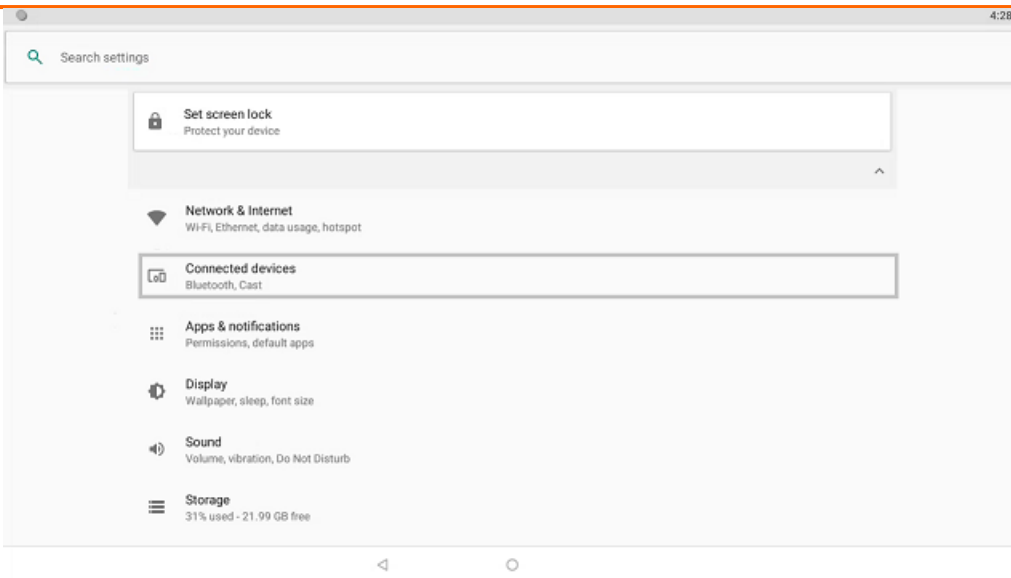 4:28
Search settings
Set screen lock
Protect your device
Network & Internet
Wi-Fi, Ethernet, data usage, hotspot
Connected devices
Bluetooth, Cast
Apps & notifications
Permissions, default apps
Display
Wallpaper, sleep, font size
Sound
Volume, vibration, Do Not Disturb
Storage
31% used - 21.99 GB free